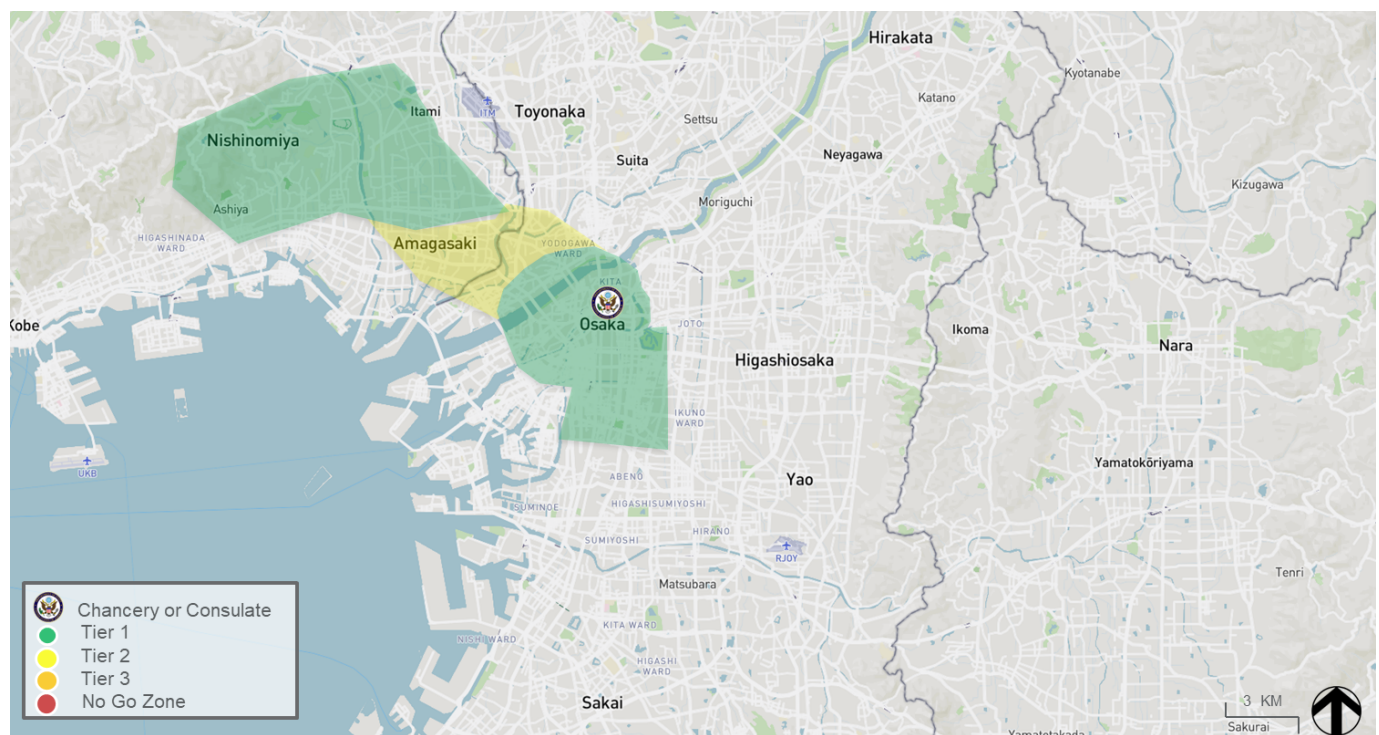 Hirakata
Kyotanabe
Katano
Itami
ITM
Toyonaka
Settsu
Nishinomiya
Suita
Neyagawa
Kizugawa
Moriguchi
Ashiya
HIGASHINADA
WARD
Amagasaki
YODOGAWA
WARD
KITA
Kobe
Osaka
JOTO
Ikoma
Nara
Higashiosaka
IKUNO
WARD
Yamatokōriyama
UKB
ABENO
Yao
SUMINOE
HIGASHISUMIYOSHI
HIRANO
SUMIYOSHI
RJOY
Matsubara
Tenri
Chancery or Consulate
Tier 1
Tier 2
Tier 3
No Go Zone
KITA WARD
NISHI WARD
HIGASHI
WARD
Sakai
3 KM
Sakurai
Yamatotakada